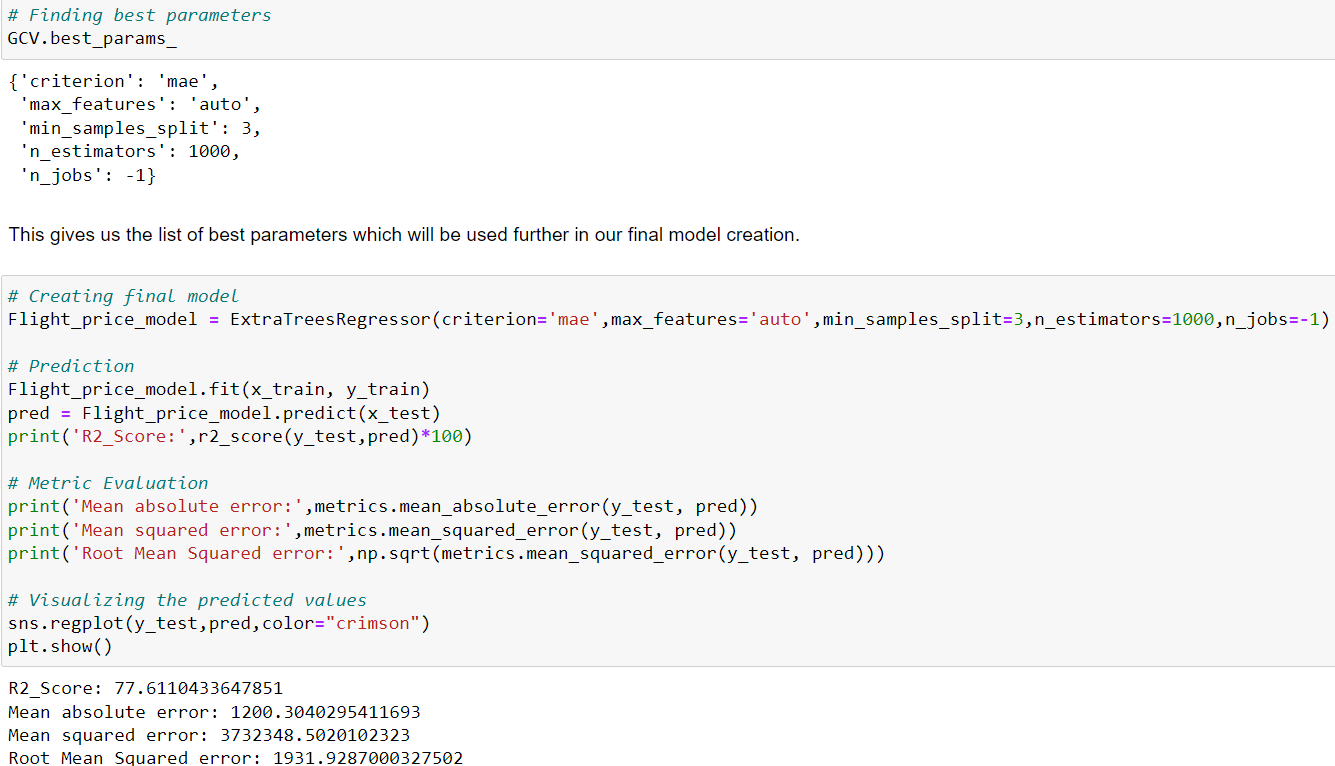 # Finding best parameters
GCV.best_params_
{'criterion': 'mae',
 'max_features': 'auto',
 'min_samples_split': 3,
 'n_estimators': 1000,
 'n_jobs': -1}
This gives us the list of best parameters which will be used further in our final model creation.
# Creating final model
Flight_price_model = ExtraTreesRegressor(criterion='mae',max_features='auto',min_samples_split=3,n_estimators=1000,n_jobs=-1)
# Prediction
Flight_price_model.fit(x_train, y_train)
pred = Flight_price_model.predict(x_test)
print('R2_Score:',r2_score(y_test,pred)*100)
# Metric Evaluation
print('Mean absolute error:',metrics.mean_absolute_error(y_test, pred))
print('Mean squared error:',metrics.mean_squared_error(y_test, pred))
print('Root Mean Squared error:',np.sqrt(metrics.mean_squared_error(y_test, pred)))
# Visualizing the predicted values
sns.regplot(y_test,pred,color="crimson")
plt.show()
R2_Score: 77.6110433647851
Mean absolute error: 1200.3040295411693
Mean squared error: 3732348.5020102323
Root Mean Squared error: 1931.9287000327502